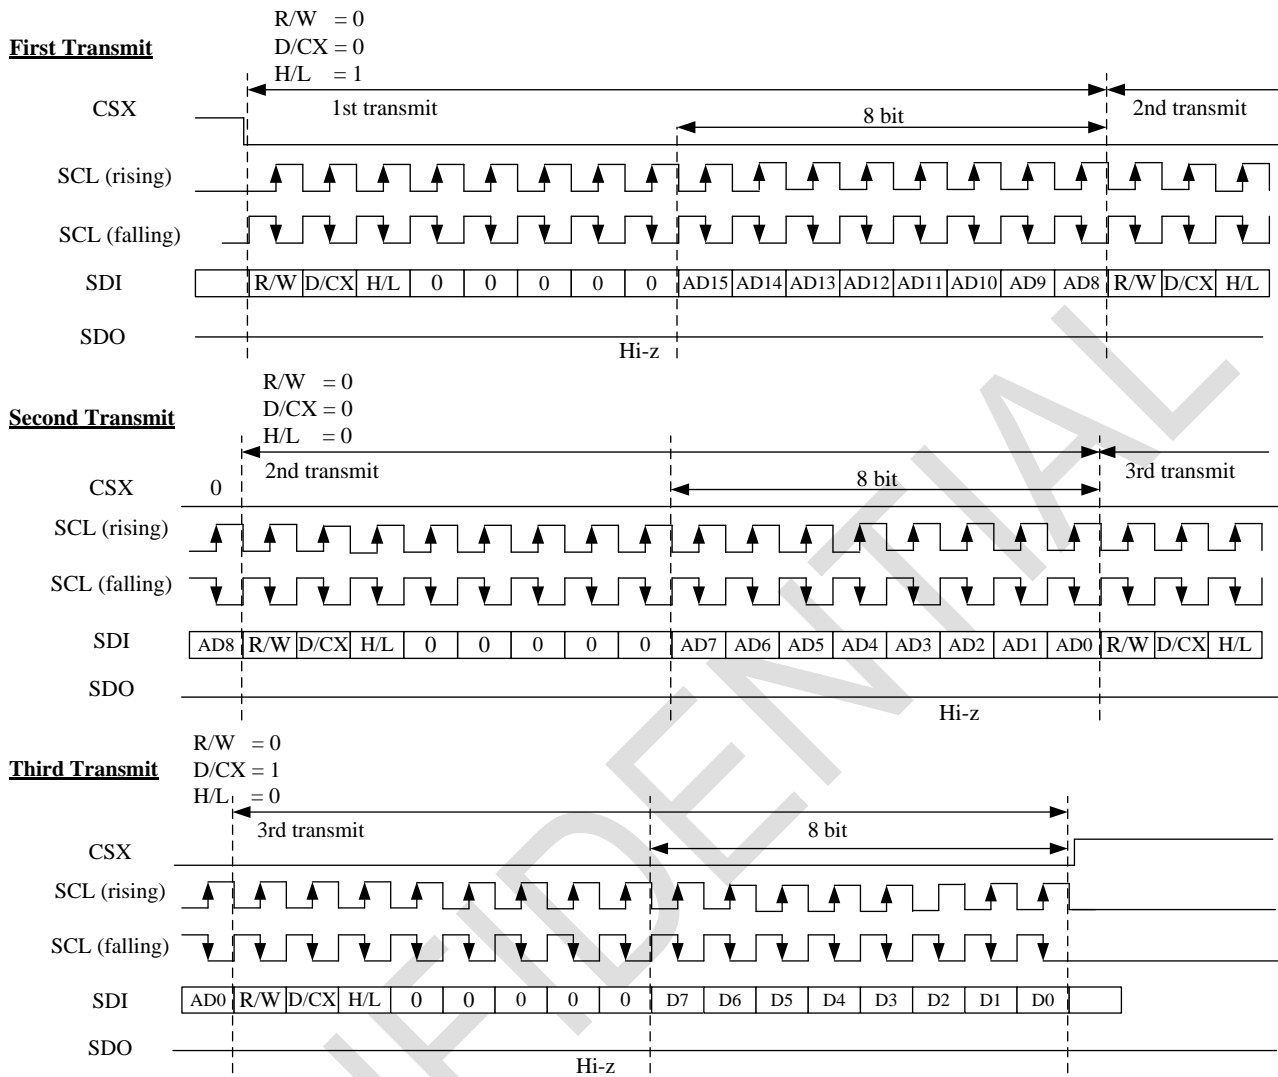 R/W = 0
First Transmit
D/CX = 0
H/L = 1
CSX
1st transmit
8 bit
2nd transmit
SCL (rising)
SCL (falling)
SDI R/W D/CX H/L 0 0 0 0 0 AD15 AD14 AD13 AD12 AD11 AD10 AD9 AD8 R/W D/CX H/L
SDO
Hi-z
R/W = 0
D/CX = 0
Second Transmit
H/L = 0
2nd transmit
8 bit
3rd transmit
CSX 0
SCL (rising)
SCL (falling)
SDI AD8 R/W D/CX H/L 0 0 0 0 0 AD7 AD6 AD5 AD4 AD3 AD2 AD1 AD0 R/W D/CX H/L
SDO
Hi-z
R/W = 0
Third Transmit
D/CX = 1
H/L = 0
3rd transmit
8 bit
CSX
SCL (rising)
SCL (falling)
SDI AD0 R/W D/CX H/L 0 0 0 0 0 D7 D6 D5 D4 D3 D2 D1 D0
SDO
Hi-z
FIDENTIAL